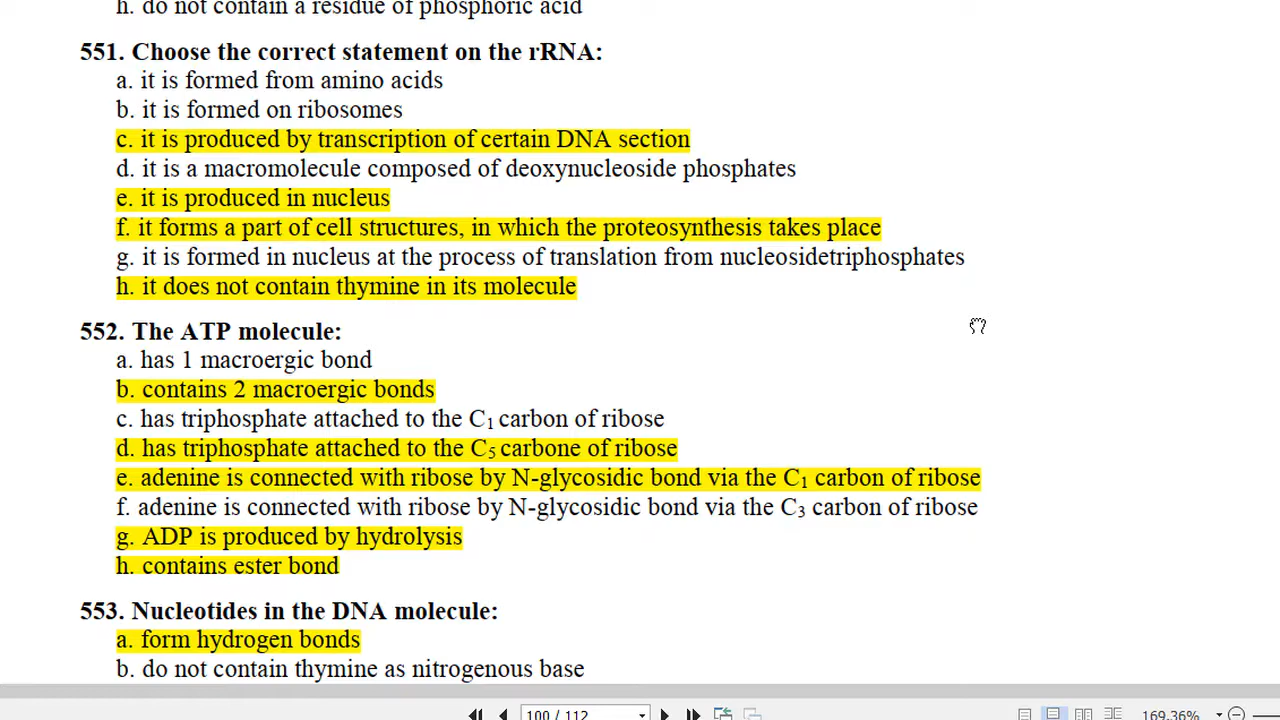 h. do not contain a residue of phosphoric acid
551. Choose the correct statement on the rRNA:
a. it is formed from amino acids
b. it is formed on ribosomes
c. it is produced by transcription of certain DNA section
d. it is a macromolecule composed of deoxynucleoside phosphates
e. it is produced in nucleus
f. it forms a part of cell structures, in which the proteosynthesis takes place
g. it is formed in nucleus at the process of translation from nucleosidetriphosphates
h. it does not contain thymine in its molecule
552. The ATP molecule:
a. has 1 macroergic bond
b. contains 2 macroergic bonds
c. has triphosphate attached to the C₁ carbon of ribose
d. has triphosphate attached to the C₅ carbone of ribose
e. adenine is connected with ribose by N-glycosidic bond via the C₁ carbon of ribose
f. adenine is connected with ribose by N-glycosidic bond via the C₃ carbon of ribose
g. ADP is produced by hydrolysis
h. contains ester bond
553. Nucleotides in the DNA molecule:
a. form hydrogen bonds
b. do not contain thymine as nitrogenous base
100 / 112 169,36%